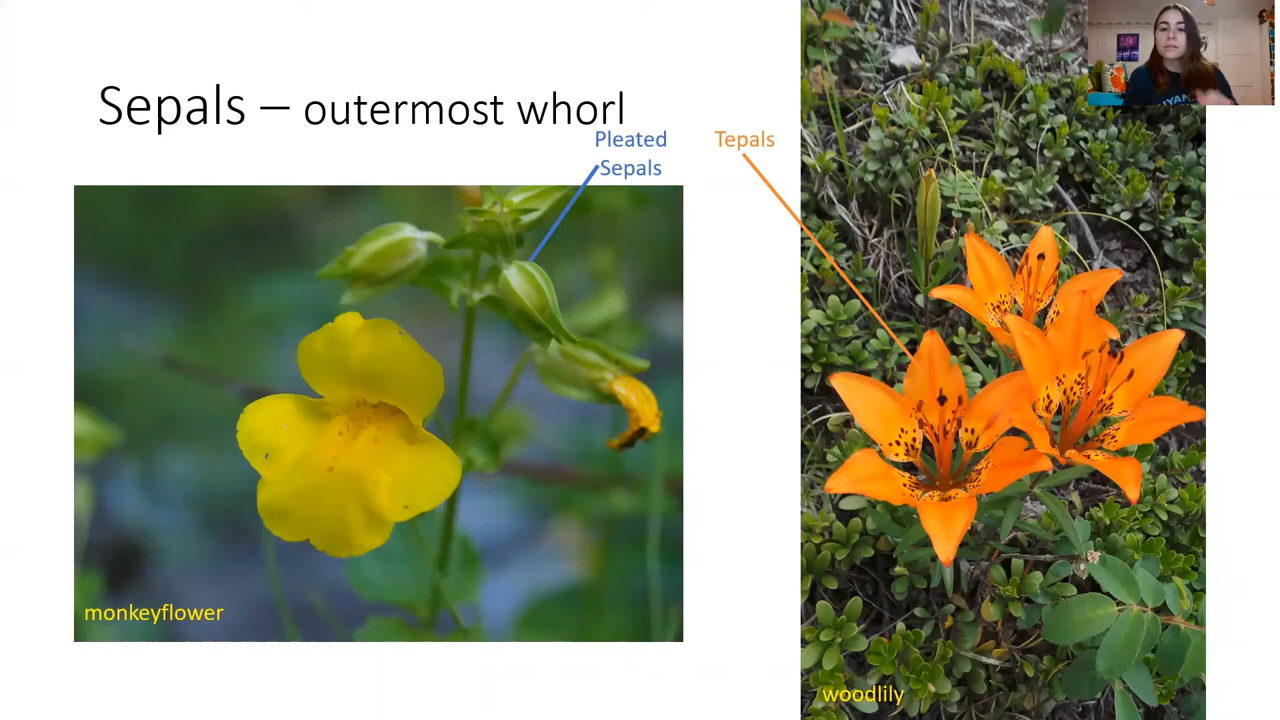 Sepals – outermost whorl
Pleated
Sepals
Tepals
monkeyflower
woodlily